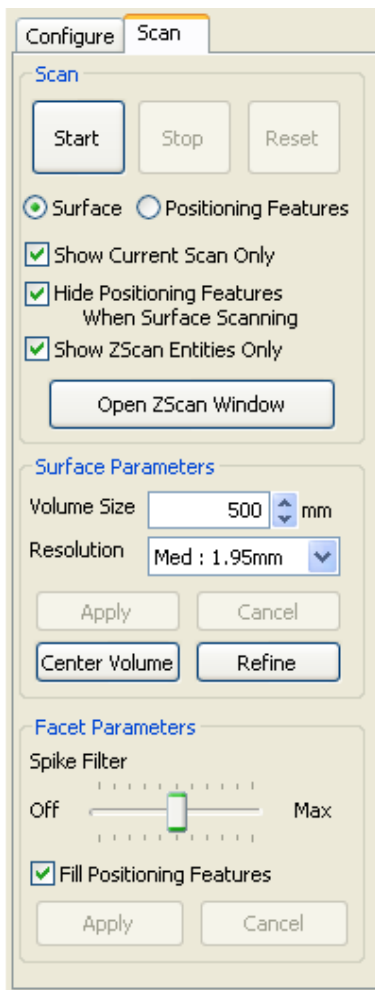 Configure Scan
Scan
Start Stop Reset
Surface Positioning Features
Show Current Scan Only
Hide Positioning Features
When Surface Scanning
Show ZScan Entities Only
Open ZScan Window
Surface Parameters
Volume Size 500 mm
Resolution Med : 1.95mm
Apply Cancel
Center Volume Refine
Facet Parameters
Spike Filter
Off Max
Fill Positioning Features
Apply Cancel